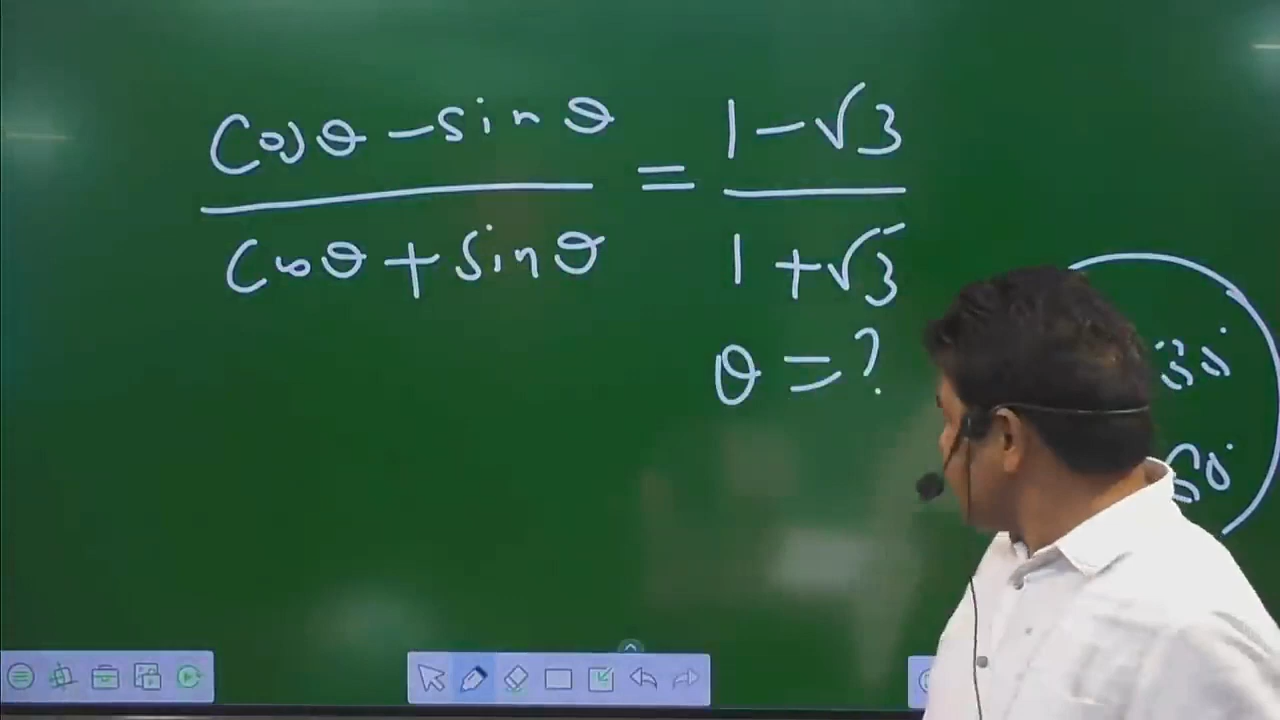 Cosθ - sinθ / Cosθ + sinθ = 1 - √3 / 1 + √3
θ = ?